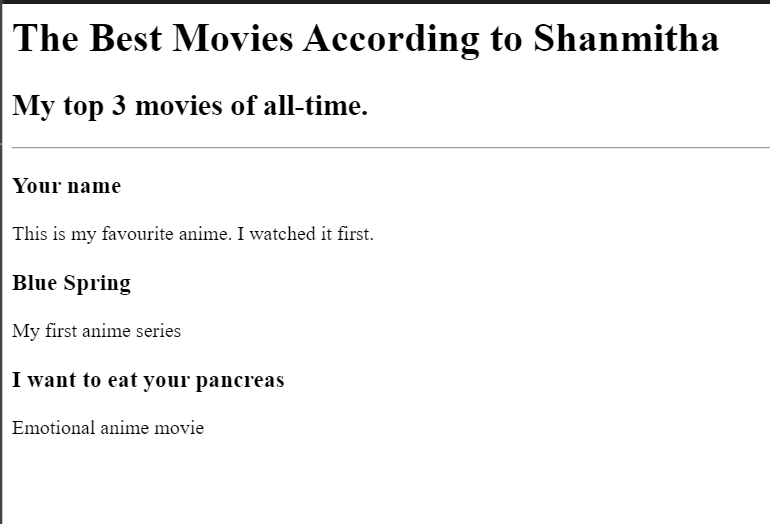 The Best Movies According to Shanmitha
My top 3 movies of all-time.
Your name
This is my favourite anime. I watched it first.
Blue Spring
My first anime series
I want to eat your pancreas
Emotional anime movie